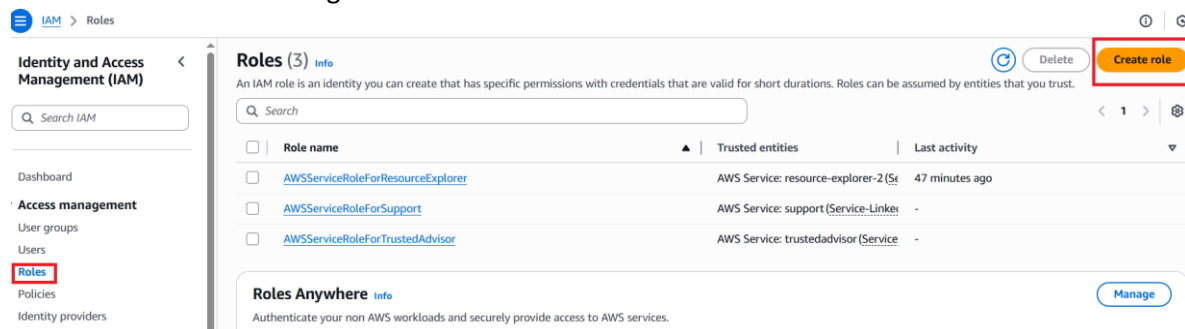 IAM > Roles
Identity and Access Management (IAM)
Search IAM
Dashboard
Access management
User groups
Users
Roles
Policies
Identity providers
Roles (3) Info
Delete
Create role
An IAM role is an identity you can create that has specific permissions with credentials that are valid for short durations. Roles can be assumed by entities that you trust.
Search
1
Role name
Trusted entities
Last activity
AWSServiceRoleForResourceExplorer
AWS Service: resource-explorer-2 (Se
47 minutes ago
AWSServiceRoleForSupport
AWS Service: support (Service-Linke
-
AWSServiceRoleForTrustedAdvisor
AWS Service: trustedadvisor (Service
-
Roles Anywhere Info
Manage
Authenticate your non AWS workloads and securely provide access to AWS services.